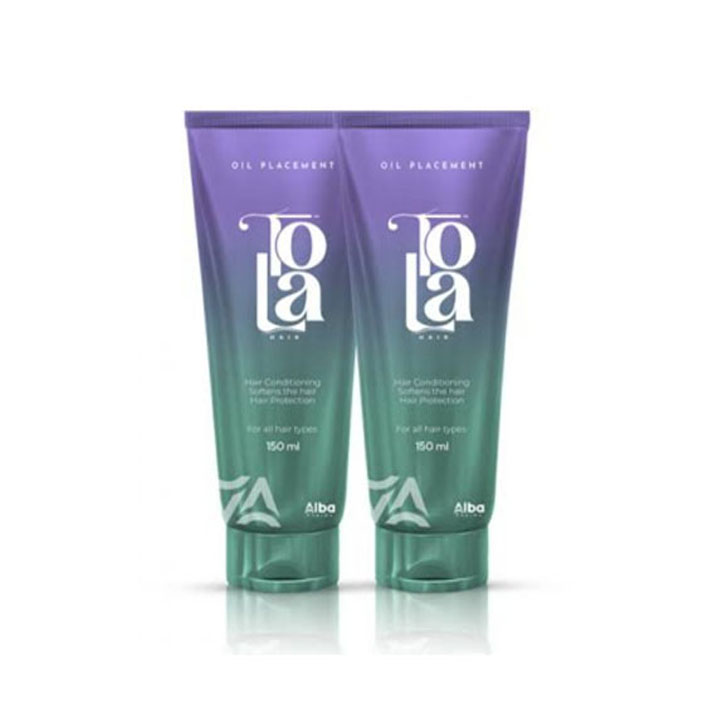 OIL PLACEMENT
Tola
HAIR
Hair Conditioning
Softens the hair
Hair Protection
For all hair types
150 ml
Alba
OIL PLACEMENT
Tola
HAIR
Hair Conditioning
Softens the hair
Hair Protection
For all hair types
150 ml
Alba